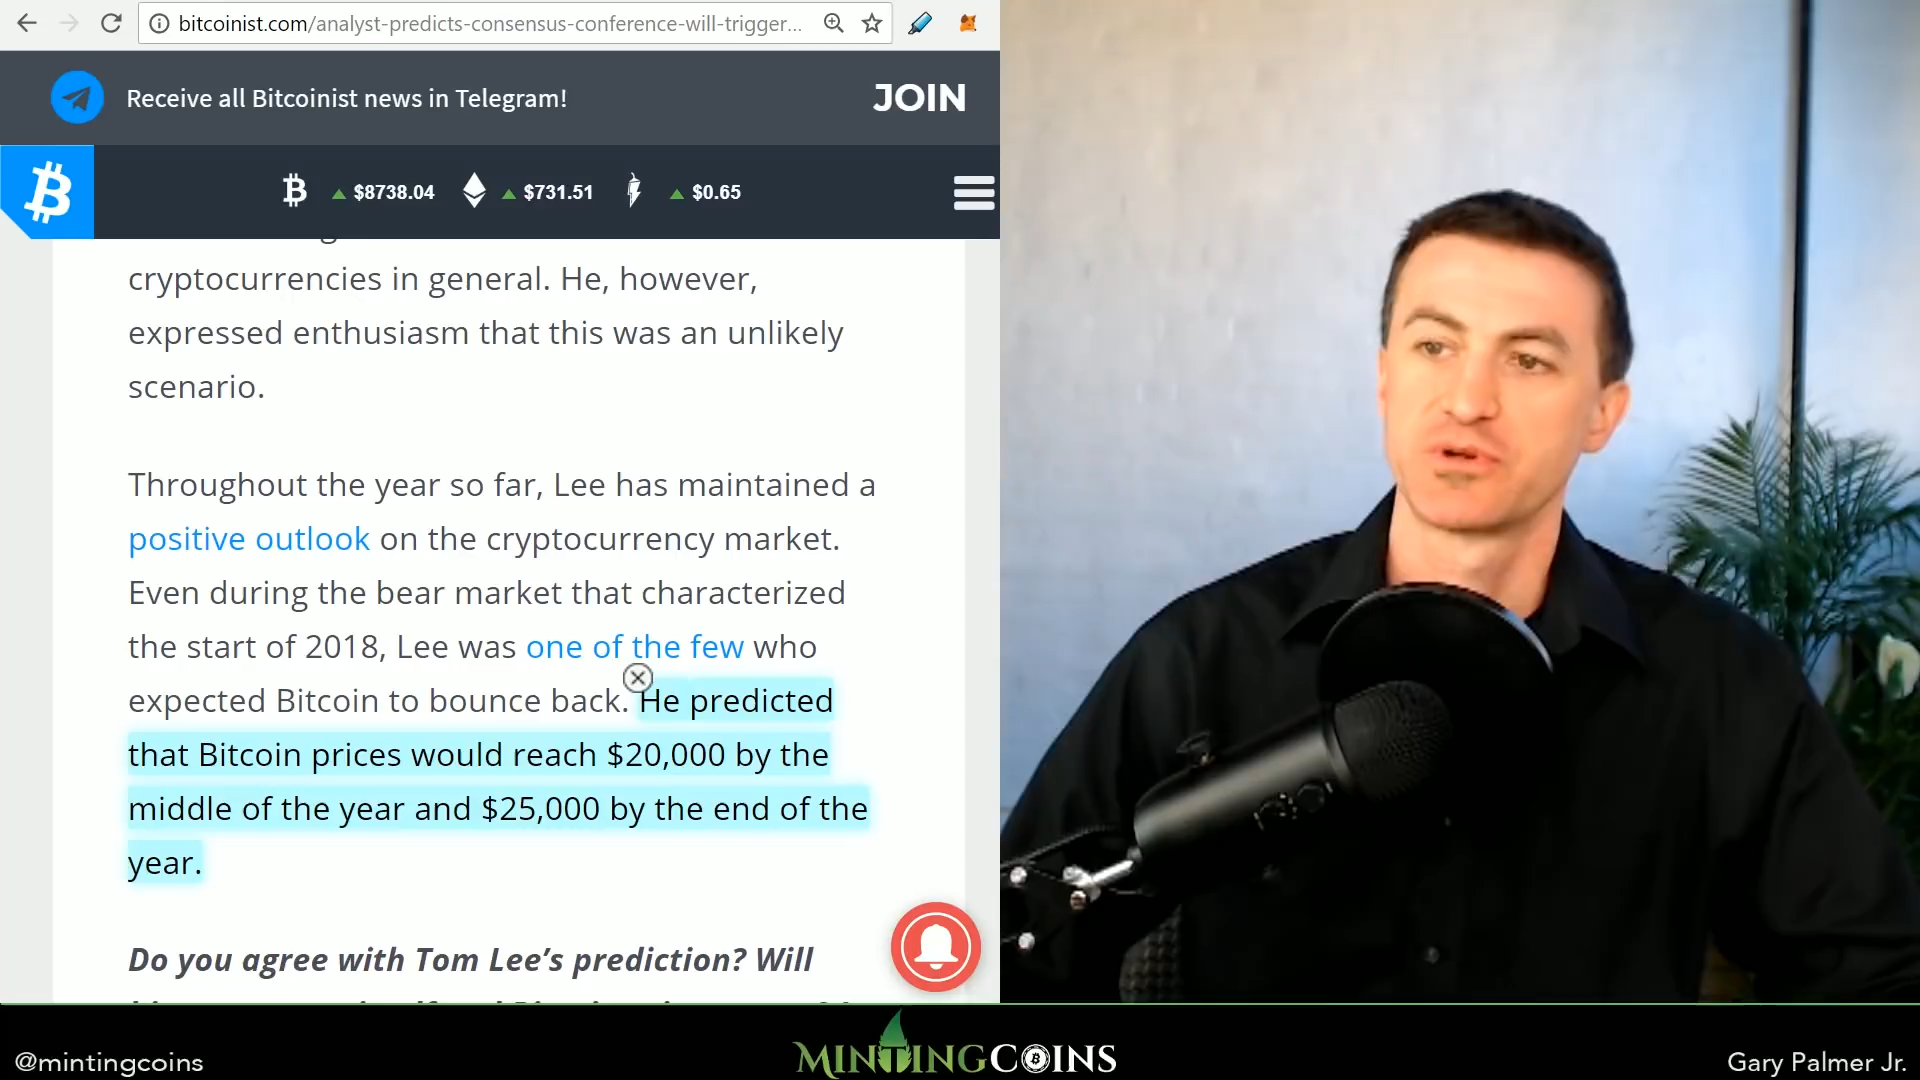 bitcoinist.com/analyst-predicts-consensus-conference-will-trigger...
Receive all Bitcoinist news in Telegram!
JOIN
$8738.04 $731.51 $0.65
cryptocurrencies in general. He, however,
expressed enthusiasm that this was an unlikely
scenario.
Throughout the year so far, Lee has maintained a
positive outlook on the cryptocurrency market.
Even during the bear market that characterized
the start of 2018, Lee was one of the few who
expected Bitcoin to bounce back. He predicted
that Bitcoin prices would reach $20,000 by the
middle of the year and $25,000 by the end of the
year.
Do you agree with Tom Lee’s prediction? Will
@mintingcoins
MINTINGCOINS
Gary Palmer Jr.